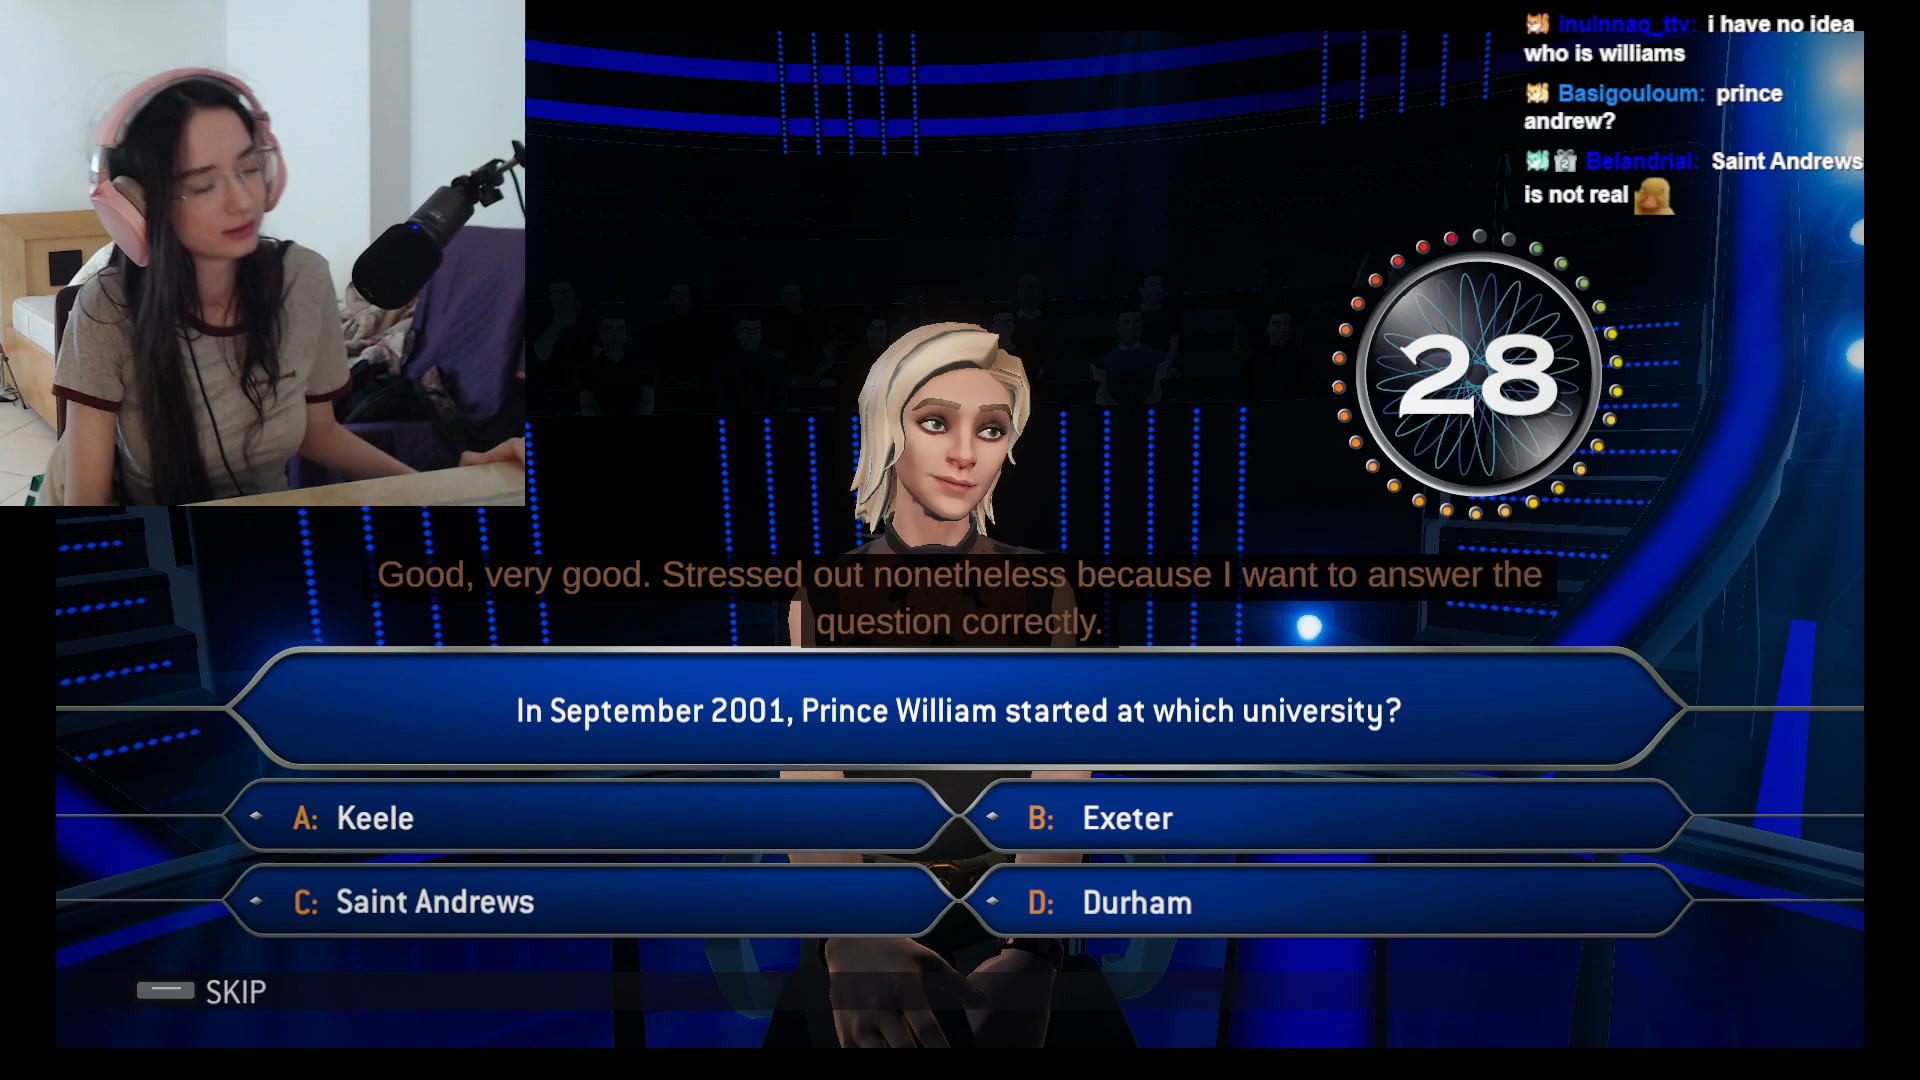 Inuinnaq_ttv: i have no idea
who is williams
Basigouloum: prince
andrew?
Belandrial: Saint Andrews
is not real
28
Good, very good. Stressed out nonetheless because I want to answer the
question correctly.
In September 2001, Prince William started at which university?
A: Keele
B: Exeter
C: Saint Andrews
D: Durham
SKIP